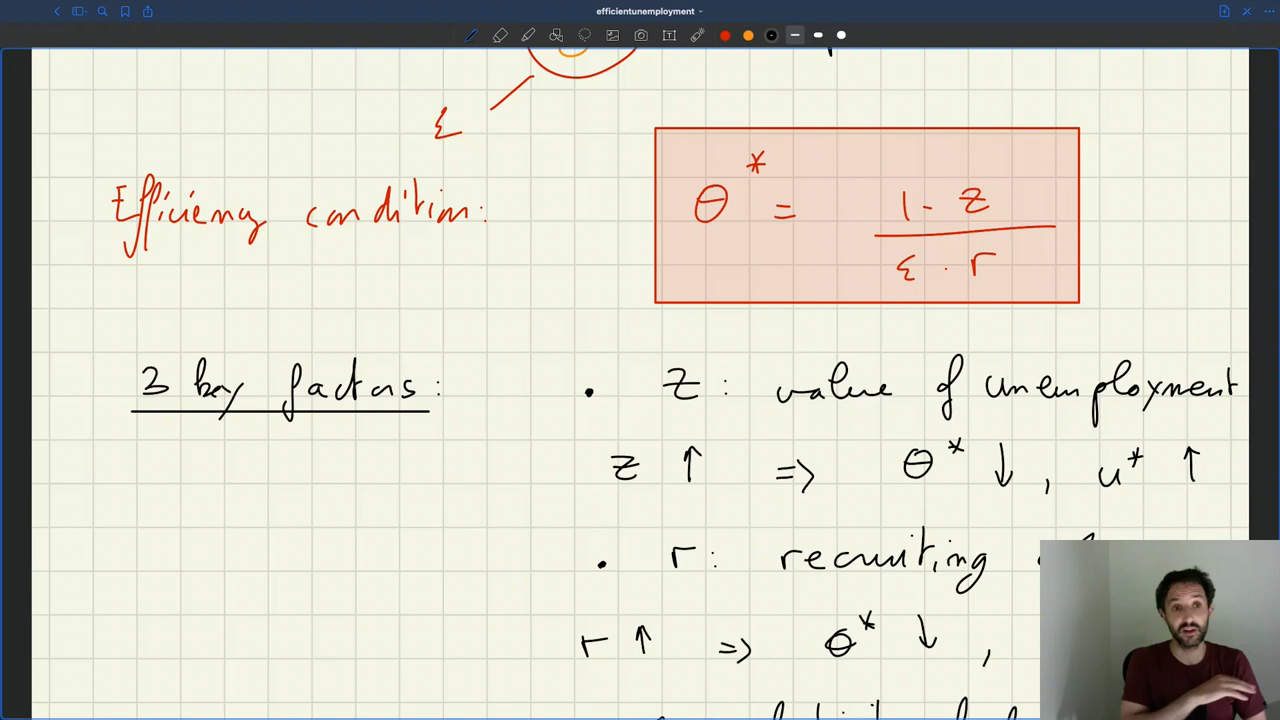 efficientunemployment
ε
Efficiency condition:
θ* = 1 - z / ε · r
3 key factors:
• z: value of unemployment
z ↑ => θ* ↓, u* ↑
• r: recruiting
r ↑ => θ* ↓,